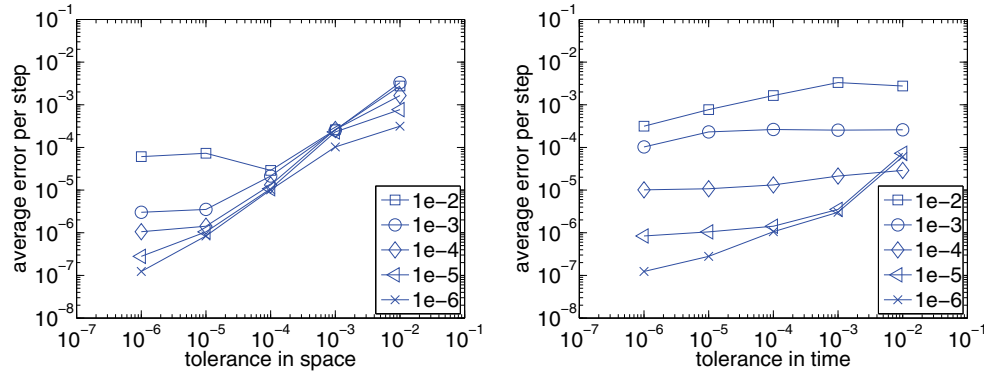 10⁻¹
10⁻²
10⁻³
10⁻⁴
10⁻⁵
10⁻⁶
10⁻⁷
10⁻⁸
average error per step
10⁻⁷ 10⁻⁶ 10⁻⁵ 10⁻⁴ 10⁻³ 10⁻² 10⁻¹
tolerance in space
1e−2
1e−3
1e−4
1e−5
1e−6
10⁻¹
10⁻²
10⁻³
10⁻⁴
10⁻⁵
10⁻⁶
10⁻⁷
10⁻⁸
average error per step
10⁻⁷ 10⁻⁶ 10⁻⁵ 10⁻⁴ 10⁻³ 10⁻² 10⁻¹
tolerance in time
1e−2
1e−3
1e−4
1e−5
1e−6